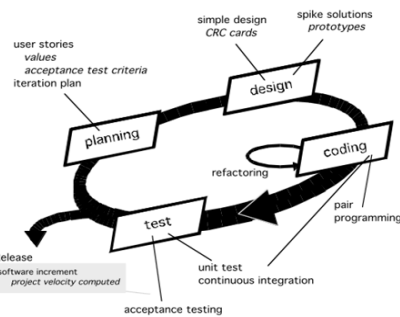 simple design
CRC cards
spike solutions
prototypes
user stories
values
acceptance test criteria
iteration plan
design
planning
coding
refactoring
pair
programming
test
elease
software increment
project velocity computed
unit test
continuous integration
acceptance testing